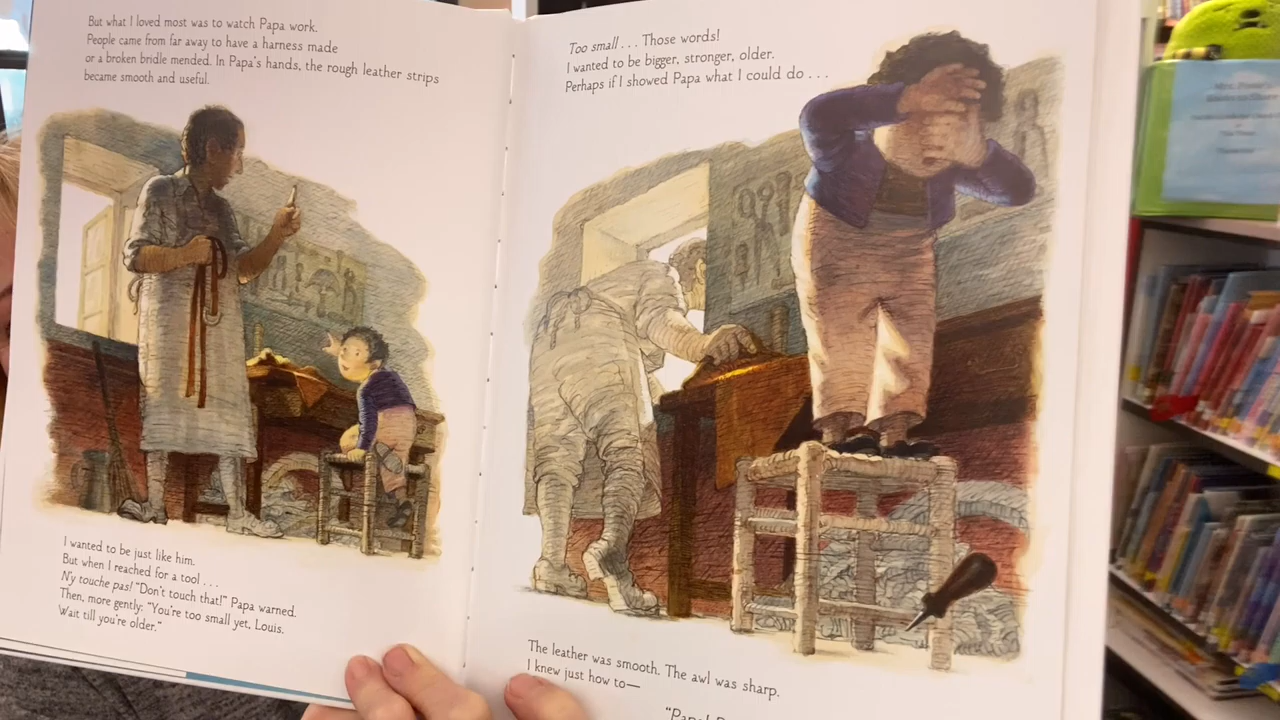 But what I loved most was to watch Papa work.
People came from far away to have a harness made
or a broken bridle mended. In Papa's hands, the rough leather strips
became smooth and useful.
I wanted to be just like him.
But when I reached for a tool . . .
N'y touche pas! "Don't touch that!" Papa warned.
Then, more gently: "You're too small yet, Louis.
Wait till you're older."
Too small . . . Those words!
I wanted to be bigger, stronger, older.
Perhaps if I showed Papa what I could do . . .
The leather was smooth. The awl was sharp.
I knew just how to—
"Papa!